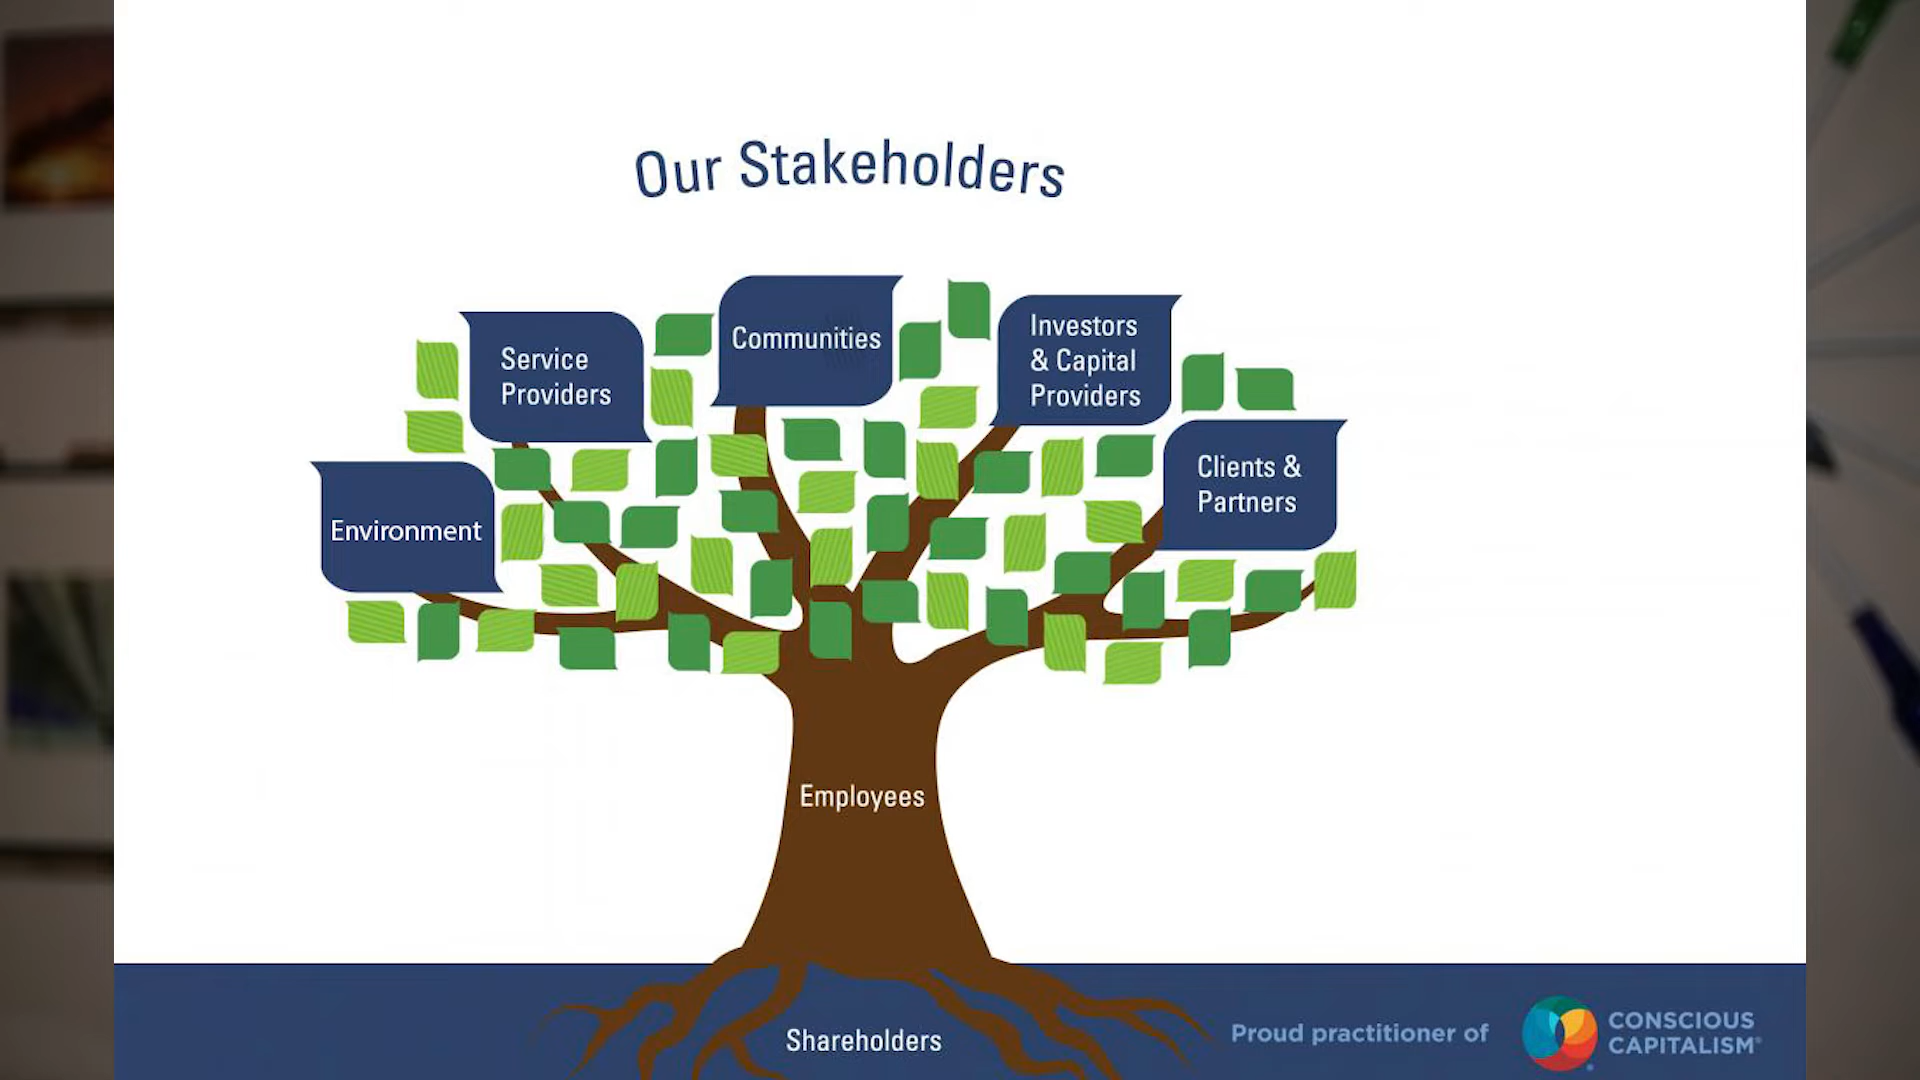 Our Stakeholders
Service
Providers
Communities
Investors
& Capital
Providers
Environment
Clients &
Partners
Employees
Shareholders
Proud practitioner of
CONSCIOUS
CAPITALISM®